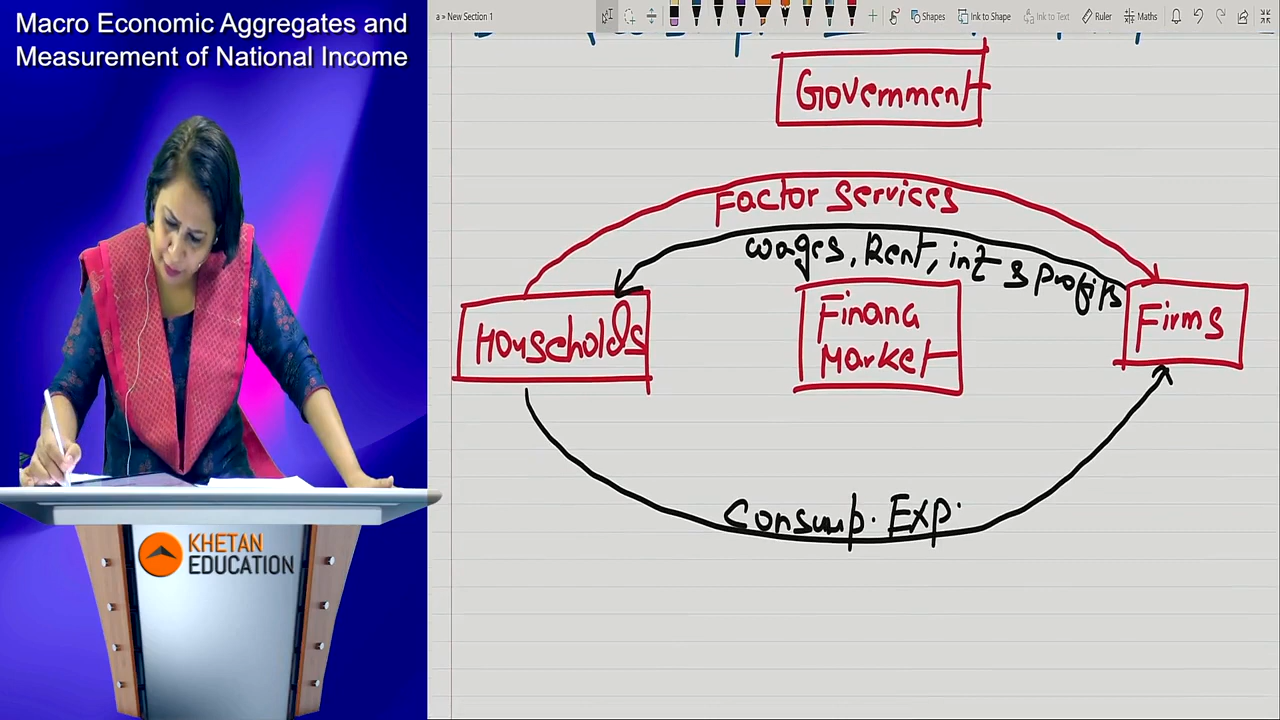 Macro Economic Aggregates and
Measurement of National Income
a » New Section 1
Shapes
Ink to Shape
Ink to Text
Ruler
Maths
Government
Factor Services
Wages, Rent, int & Profits
Households
Financ
Market
Firms
Consump. Exp.
KHETAN
EDUCATION